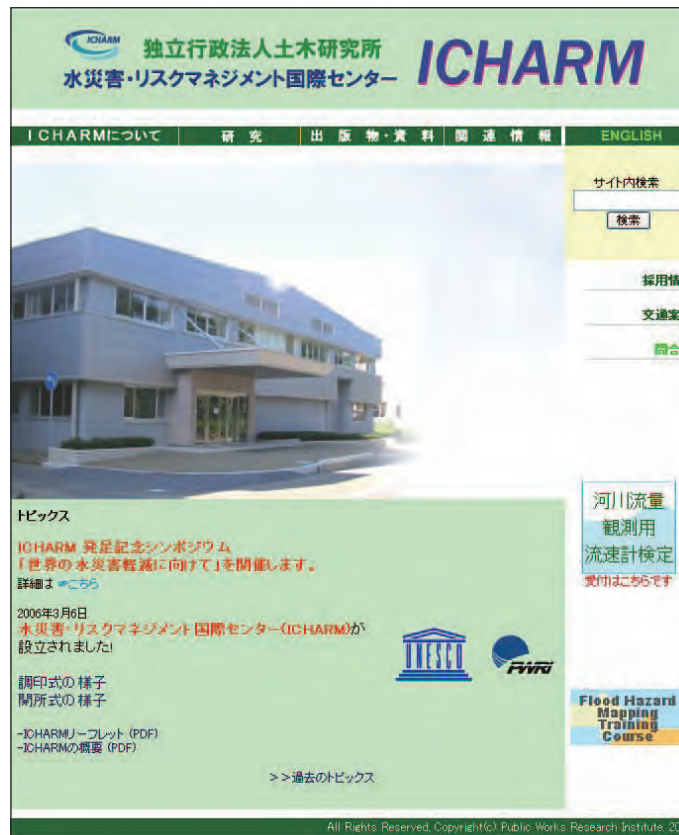 ICHARM
独立行政法人土木研究所
水災害・リスクマネジメント国際センター
ICHARM
ICHARMについて
研究
出版物・資料
関連情報
ENGLISH
サイト内検索
検索
採用情
交通案
問合
河川流量
観測用
流速計検定
受付はこちらです
トピックス
ICHARM 発足記念シンポジウム
「世界の水災害軽減に向けて」を開催します。
詳細は☞こちら
2006年3月6日
水災害・リスクマネジメント国際センター(ICHARM)が
設立されました!
UNESCO
PWRI
調印式の様子
開所式の様子
-ICHARMリーフレット (PDF)
-ICHARMの概要 (PDF)
>>過去のトピックス
Flood Hazard
Mapping
Training
Course
All Rights Reserved, Copyright(c) Public Works Research Institute, 20